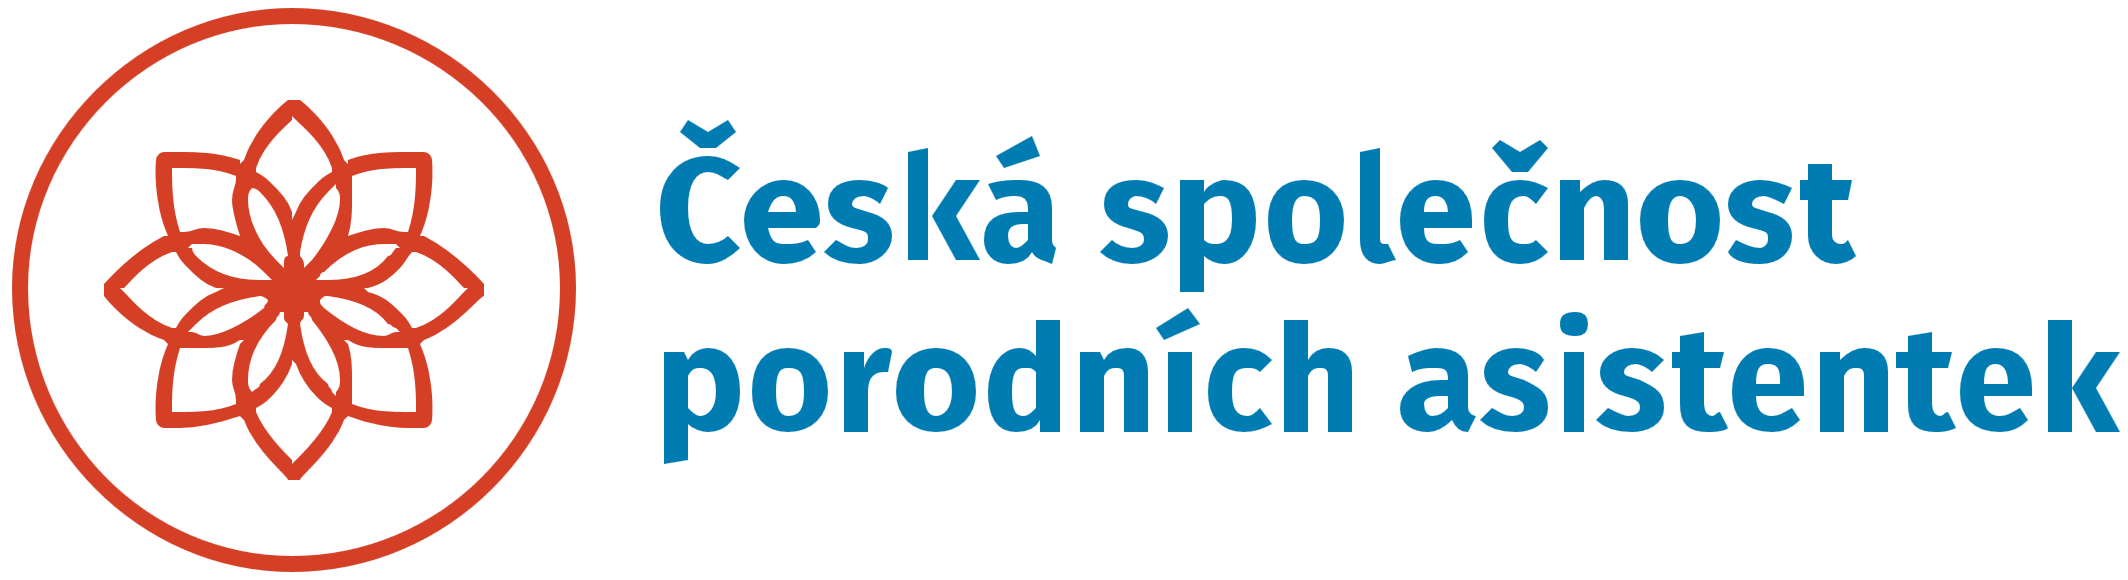 Česká společnost
porodních asistentek